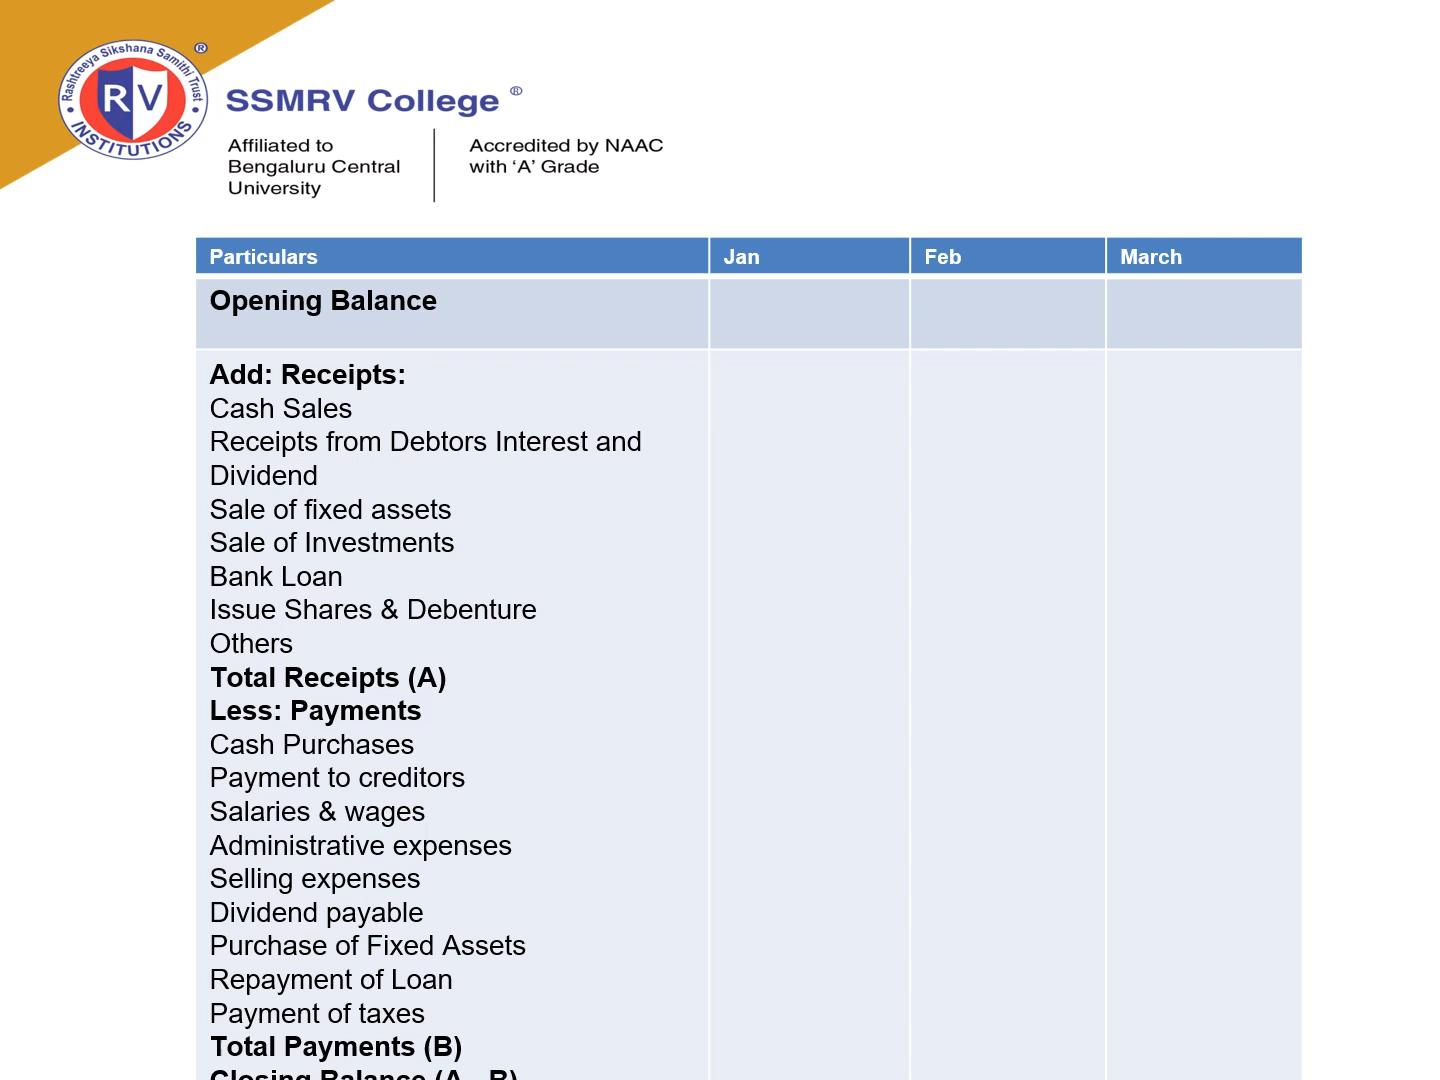 Rashtreeya Sikshana Samithi Trust
RV
INSTITUTIONS
®
SSMRV College ®
Affiliated to
Bengaluru Central
University
Accredited by NAAC
with ‘A’ Grade
Particulars Jan Feb March
Opening Balance
Add: Receipts:
Cash Sales
Receipts from Debtors Interest and
Dividend
Sale of fixed assets
Sale of Investments
Bank Loan
Issue Shares & Debenture
Others
Total Receipts (A)
Less: Payments
Cash Purchases
Payment to creditors
Salaries & wages
Administrative expenses
Selling expenses
Dividend payable
Purchase of Fixed Assets
Repayment of Loan
Payment of taxes
Total Payments (B)
Closing Balance (A - B)